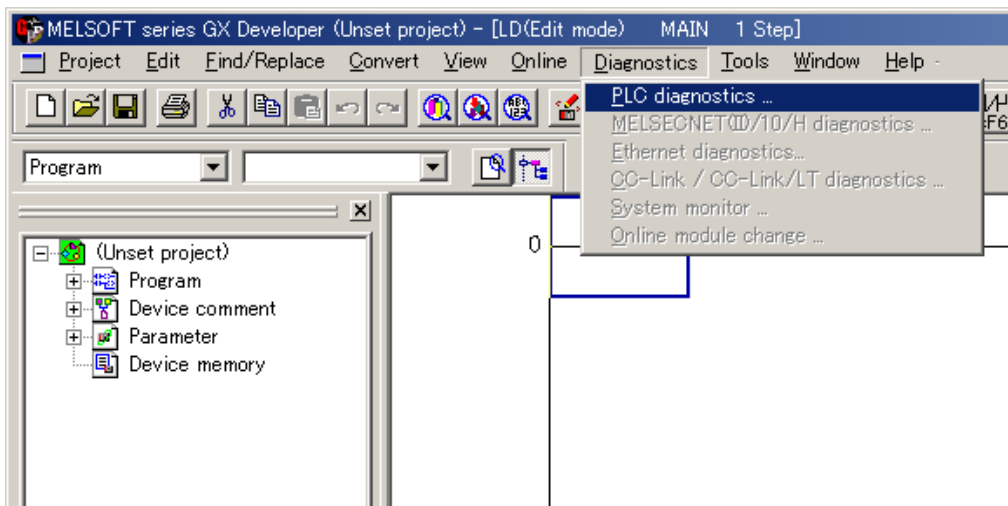 MELSOFT series GX Developer (Unset project) - [LD(Edit mode) MAIN 1 Step]
Project Edit Find/Replace Convert View Online Diagnostics Tools Window Help
PLC diagnostics ...
MELSECNET(II)/10/H diagnostics ...
Ethernet diagnostics...
CC-Link / CC-Link/LT diagnostics ...
System monitor ...
Online module change ...
Program
0
(Unset project)
Program
Device comment
Parameter
Device memory